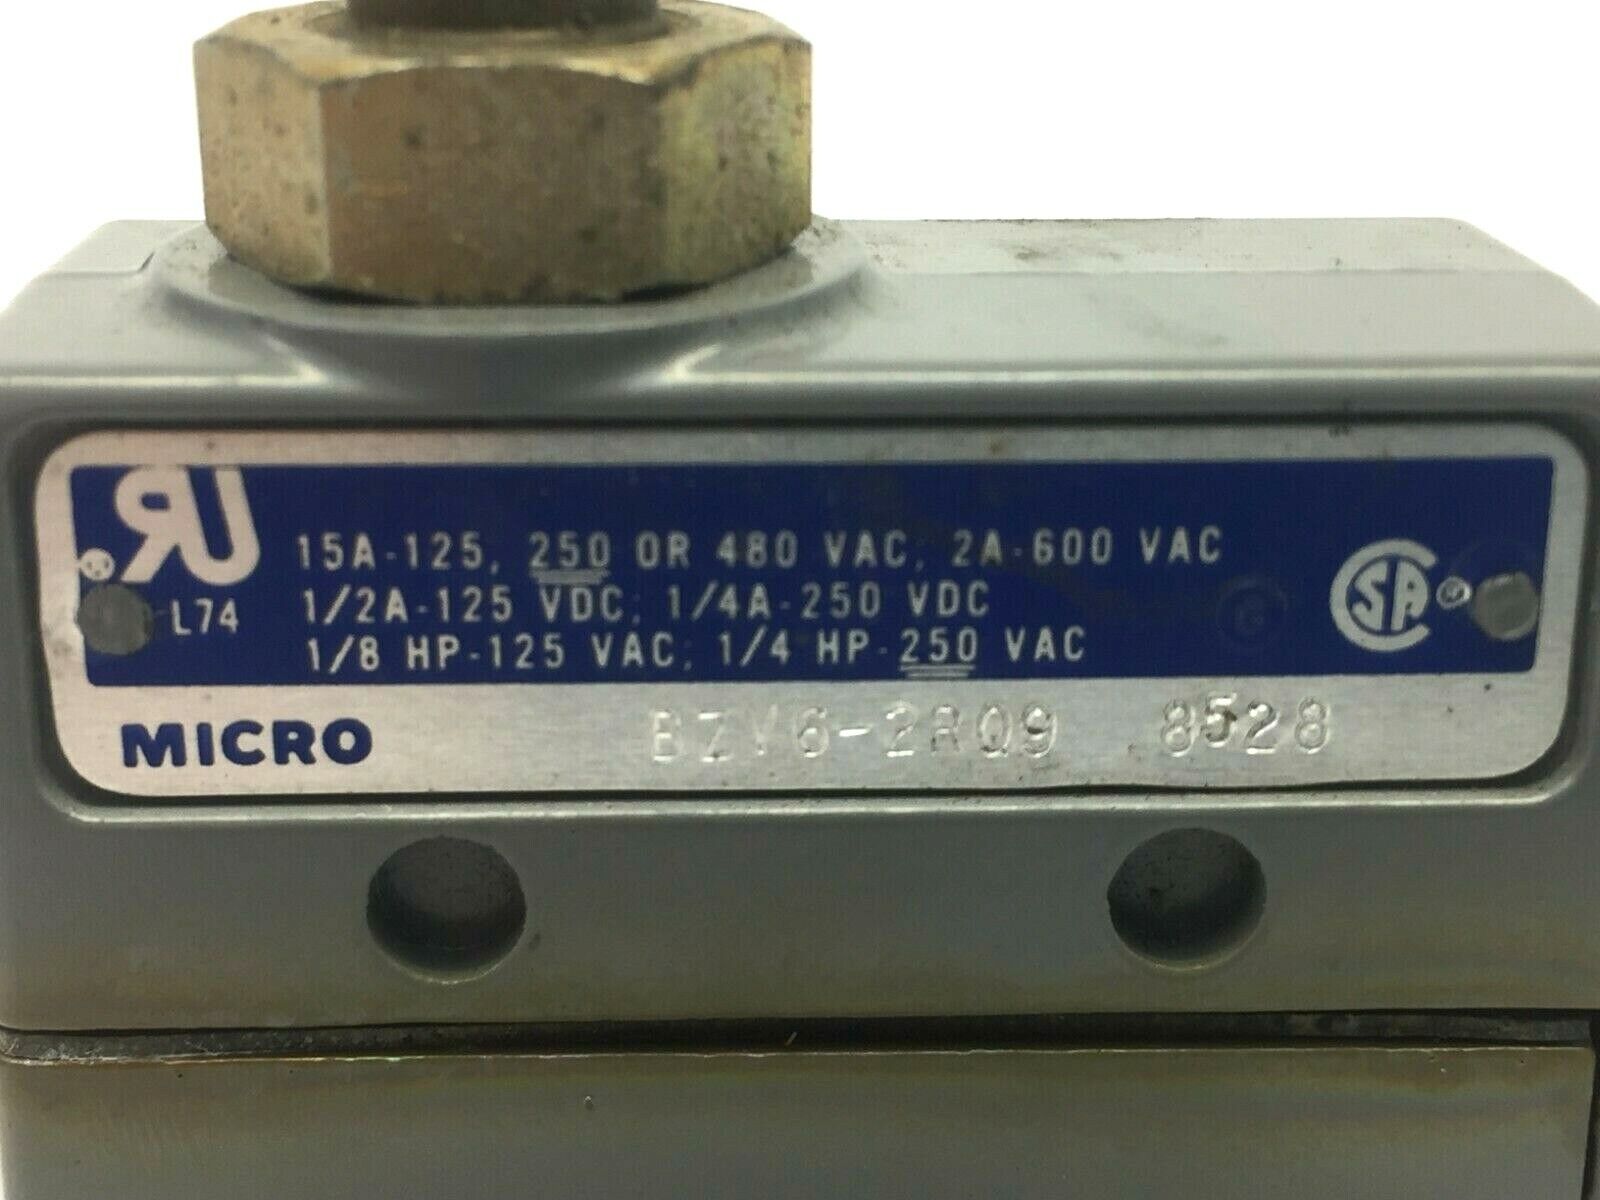 15A-125, 250 OR 480 VAC, 2A-600 VAC
L74 1/2A-125 VDC; 1/4A-250 VDC
1/8 HP-125 VAC; 1/4 HP-250 VAC
MICRO BZV6-2RQ9 8528